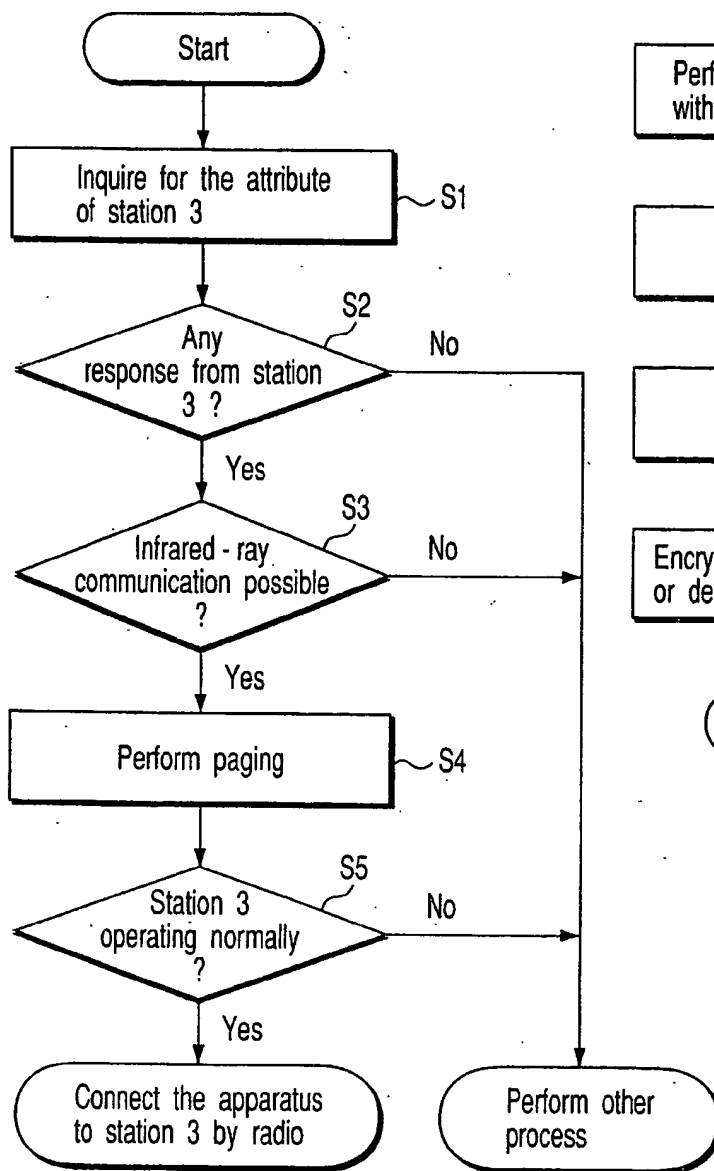 Start
Inquire for the attribute
of station 3
S1
S2
Any
response from station
3 ?
No
Yes
S3
Infrared - ray
communication possible
?
No
Yes
Perform paging
S4
S5
Station 3
operating normally
?
No
Yes
Connect the apparatus
to station 3 by radio
Perform other
process
with
or